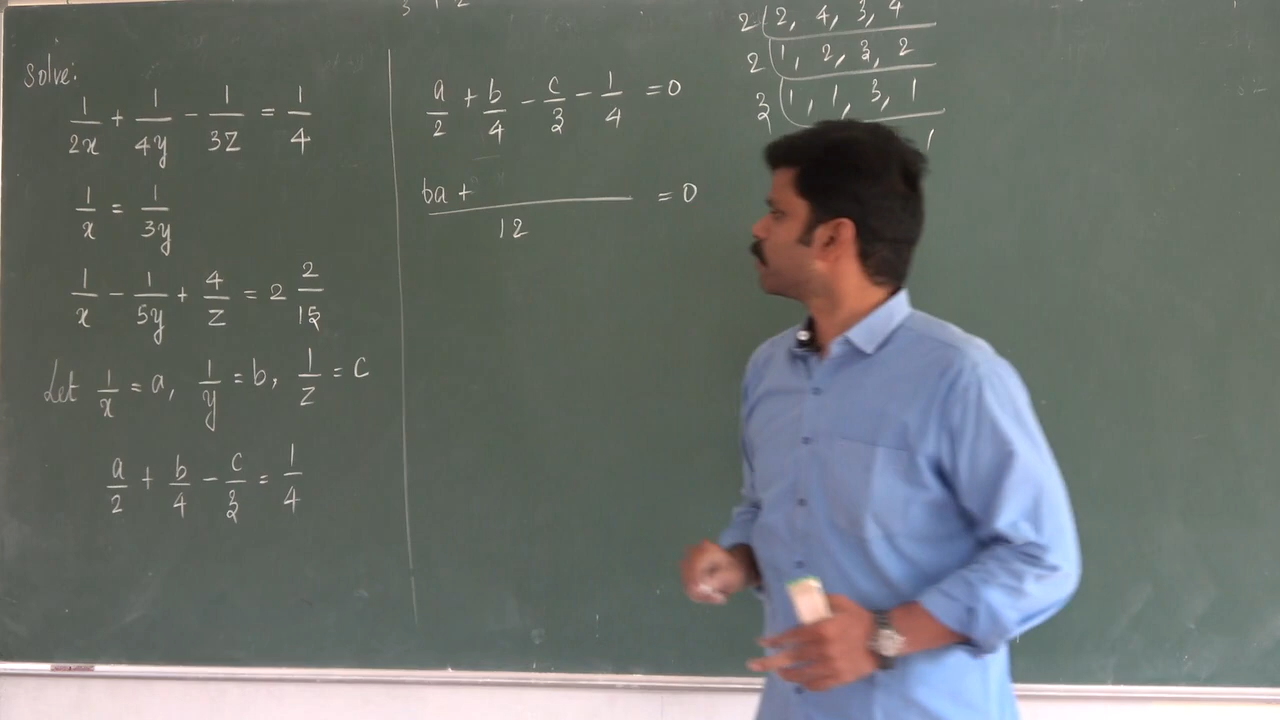 Solve:
1/2x + 1/4y - 1/3z = 1/4
1/x = 1/3y
1/x - 1/5y + 4/z = 2 2/15
Let 1/x = a, 1/y = b, 1/z = c
a/2 + b/4 - c/3 = 1/4
a/2 + b/4 - c/3 - 1/4 = 0
6a + / 12 = 0
2 | 2, 4, 3, 4
2 | 1, 2, 3, 2
3 | 1, 1, 3, 1
1